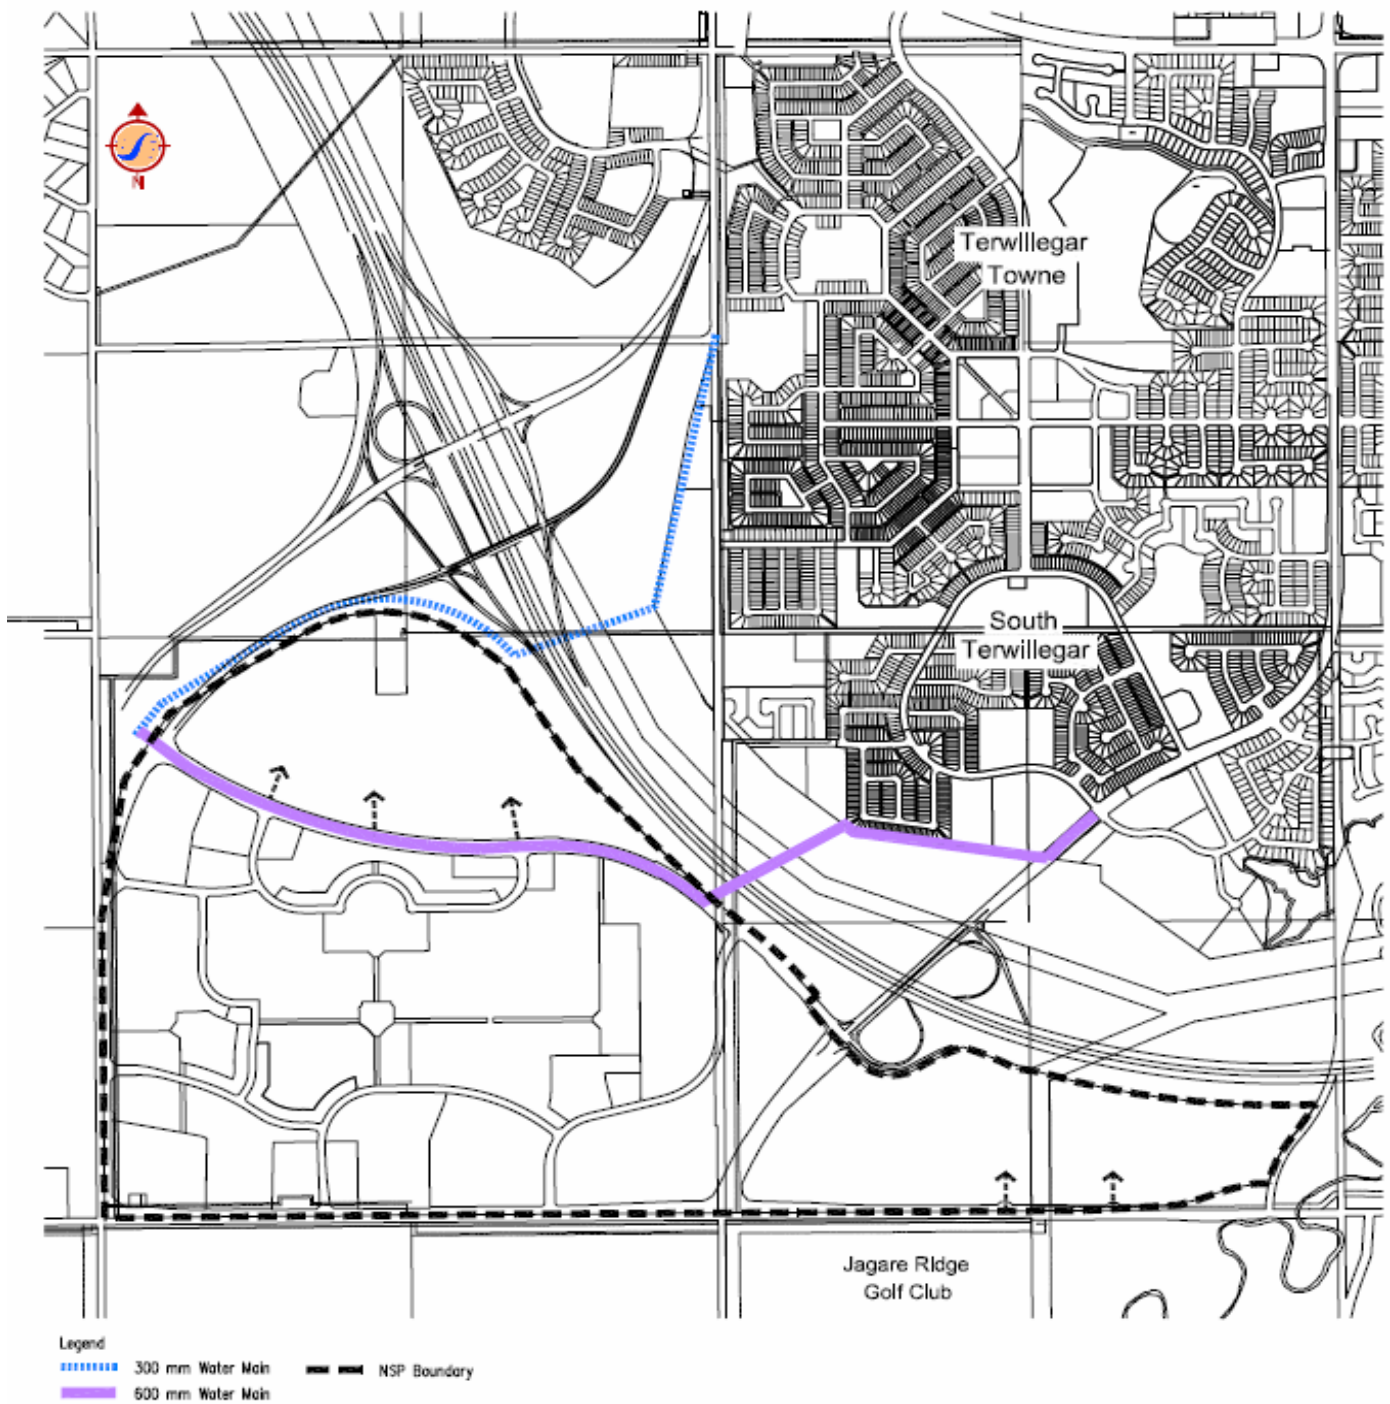 N
Terwillegar
Towne
South
Terwillegar
Jagare Ridge
Golf Club
Legend
300 mm Water Main
NSP Boundary
600 mm Water Main